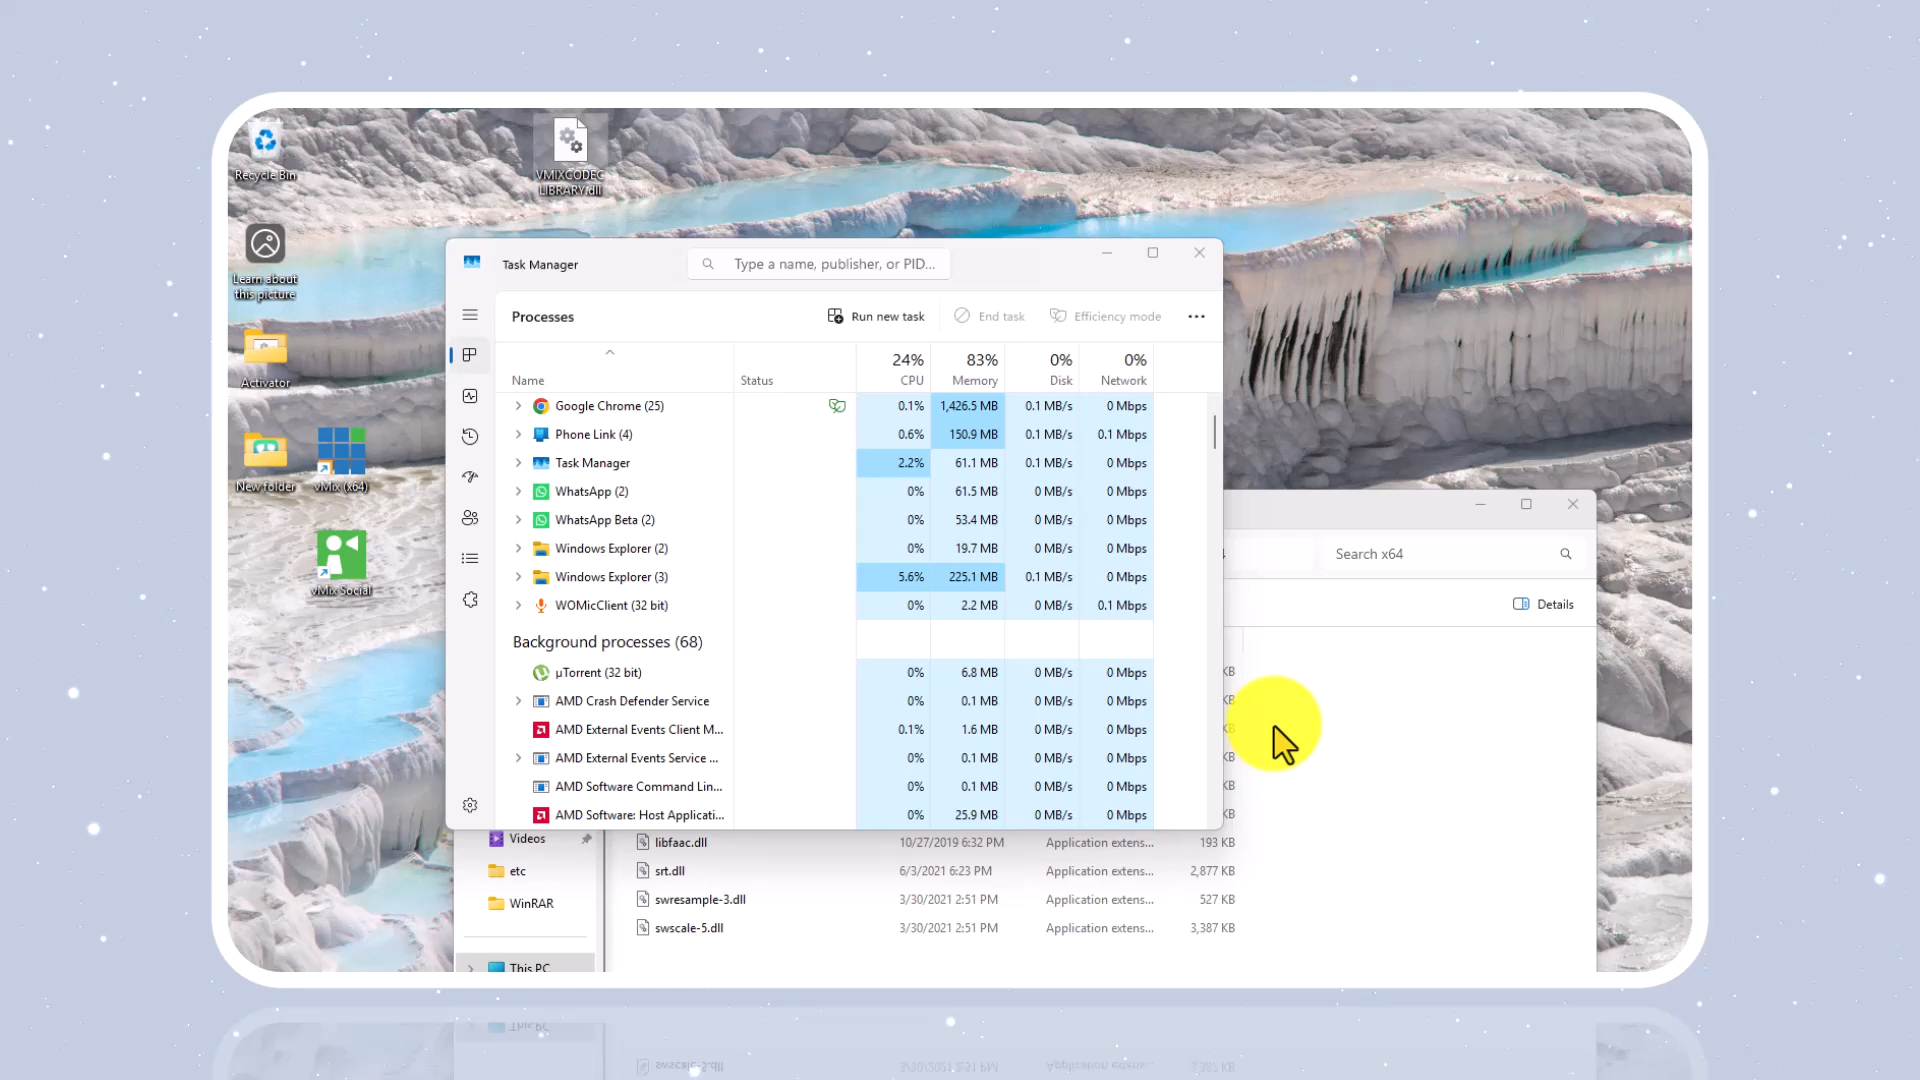 Recycle Bin
VMIXCODEC
LIBRARY.dll
Learn about
this picture
Activator
New folder
vMix (x64)
vMix Social
Task Manager
Type a name, publisher, or PID...
Processes
Run new task
End task
Efficiency mode
24%
83%
0%
0%
Name
Status
CPU
Memory
Disk
Network
Google Chrome (25)
0.1%
1,426.5 MB
0.1 MB/s
0 Mbps
Phone Link (4)
0.6%
150.9 MB
0.1 MB/s
0.1 Mbps
Task Manager
2.2%
61.1 MB
0.1 MB/s
0 Mbps
WhatsApp (2)
0%
61.5 MB
0 MB/s
0 Mbps
WhatsApp Beta (2)
0%
53.4 MB
0 MB/s
0 Mbps
Windows Explorer (2)
0%
19.7 MB
0 MB/s
0 Mbps
Windows Explorer (3)
5.6%
225.1 MB
0.1 MB/s
0 Mbps
WOMicClient (32 bit)
0%
2.2 MB
0 MB/s
0.1 Mbps
Background processes (68)
µTorrent (32 bit)
0%
6.8 MB
0 MB/s
0 Mbps
AMD Crash Defender Service
0%
0.1 MB
0 MB/s
0 Mbps
AMD External Events Client M...
0.1%
1.6 MB
0 MB/s
0 Mbps
AMD External Events Service ...
0%
0.1 MB
0 MB/s
0 Mbps
AMD Software Command Lin...
0%
0.1 MB
0 MB/s
0 Mbps
AMD Software: Host Applicati...
0%
25.9 MB
0 MB/s
0 Mbps
Search x64
Details
KB
KB
KB
KB
KB
Videos
etc
WinRAR
This PC
libfaac.dll
10/27/2019 6:32 PM
Application extens...
193 KB
srt.dll
6/3/2021 6:23 PM
Application extens...
2,877 KB
swresample-3.dll
3/30/2021 2:51 PM
Application extens...
527 KB
swscale-5.dll
3/30/2021 2:51 PM
Application extens...
3,387 KB